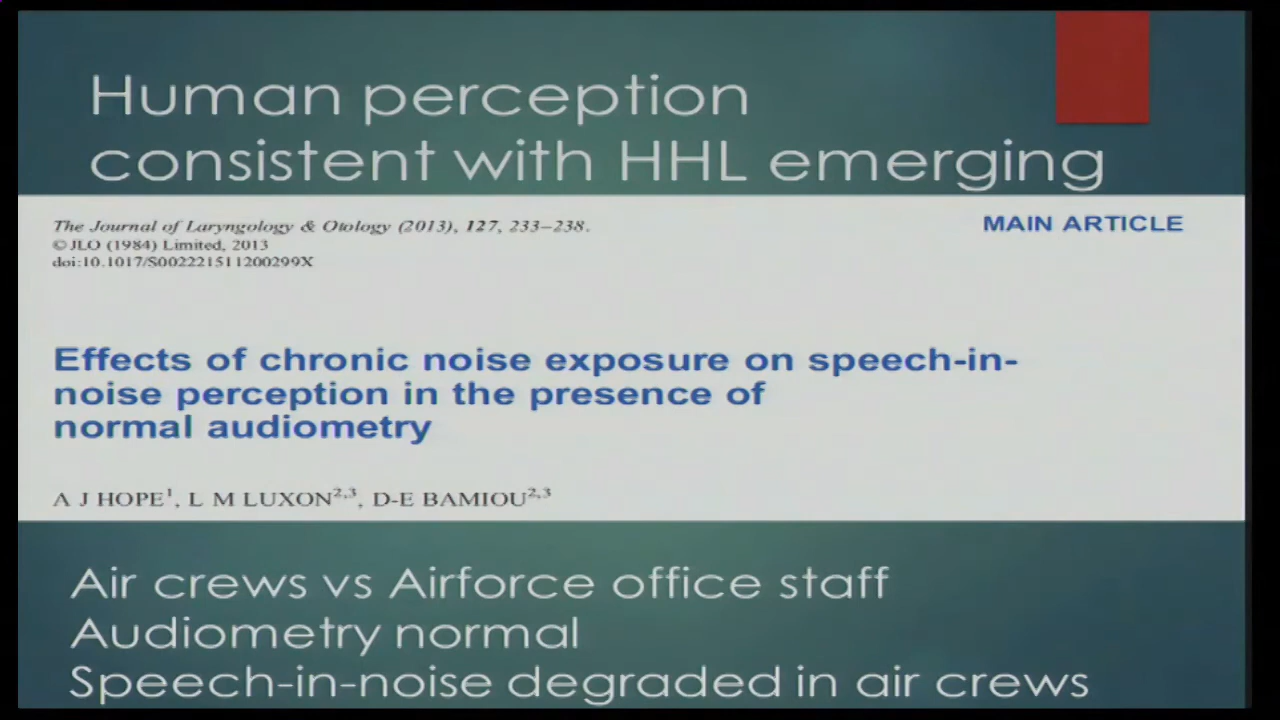 Human perception
consistent with HHL emerging
The Journal of Laryngology & Otology (2013), 127, 233–238.
MAIN ARTICLE
© JLO (1984) Limited, 2013
doi:10.1017/S002221511200299X
Effects of chronic noise exposure on speech-in-
noise perception in the presence of
normal audiometry
A J HOPE¹, L M LUXON²,³, D-E BAMIOU²,³
Air crews vs Airforce office staff
Audiometry normal
Speech-in-noise degraded in air crews